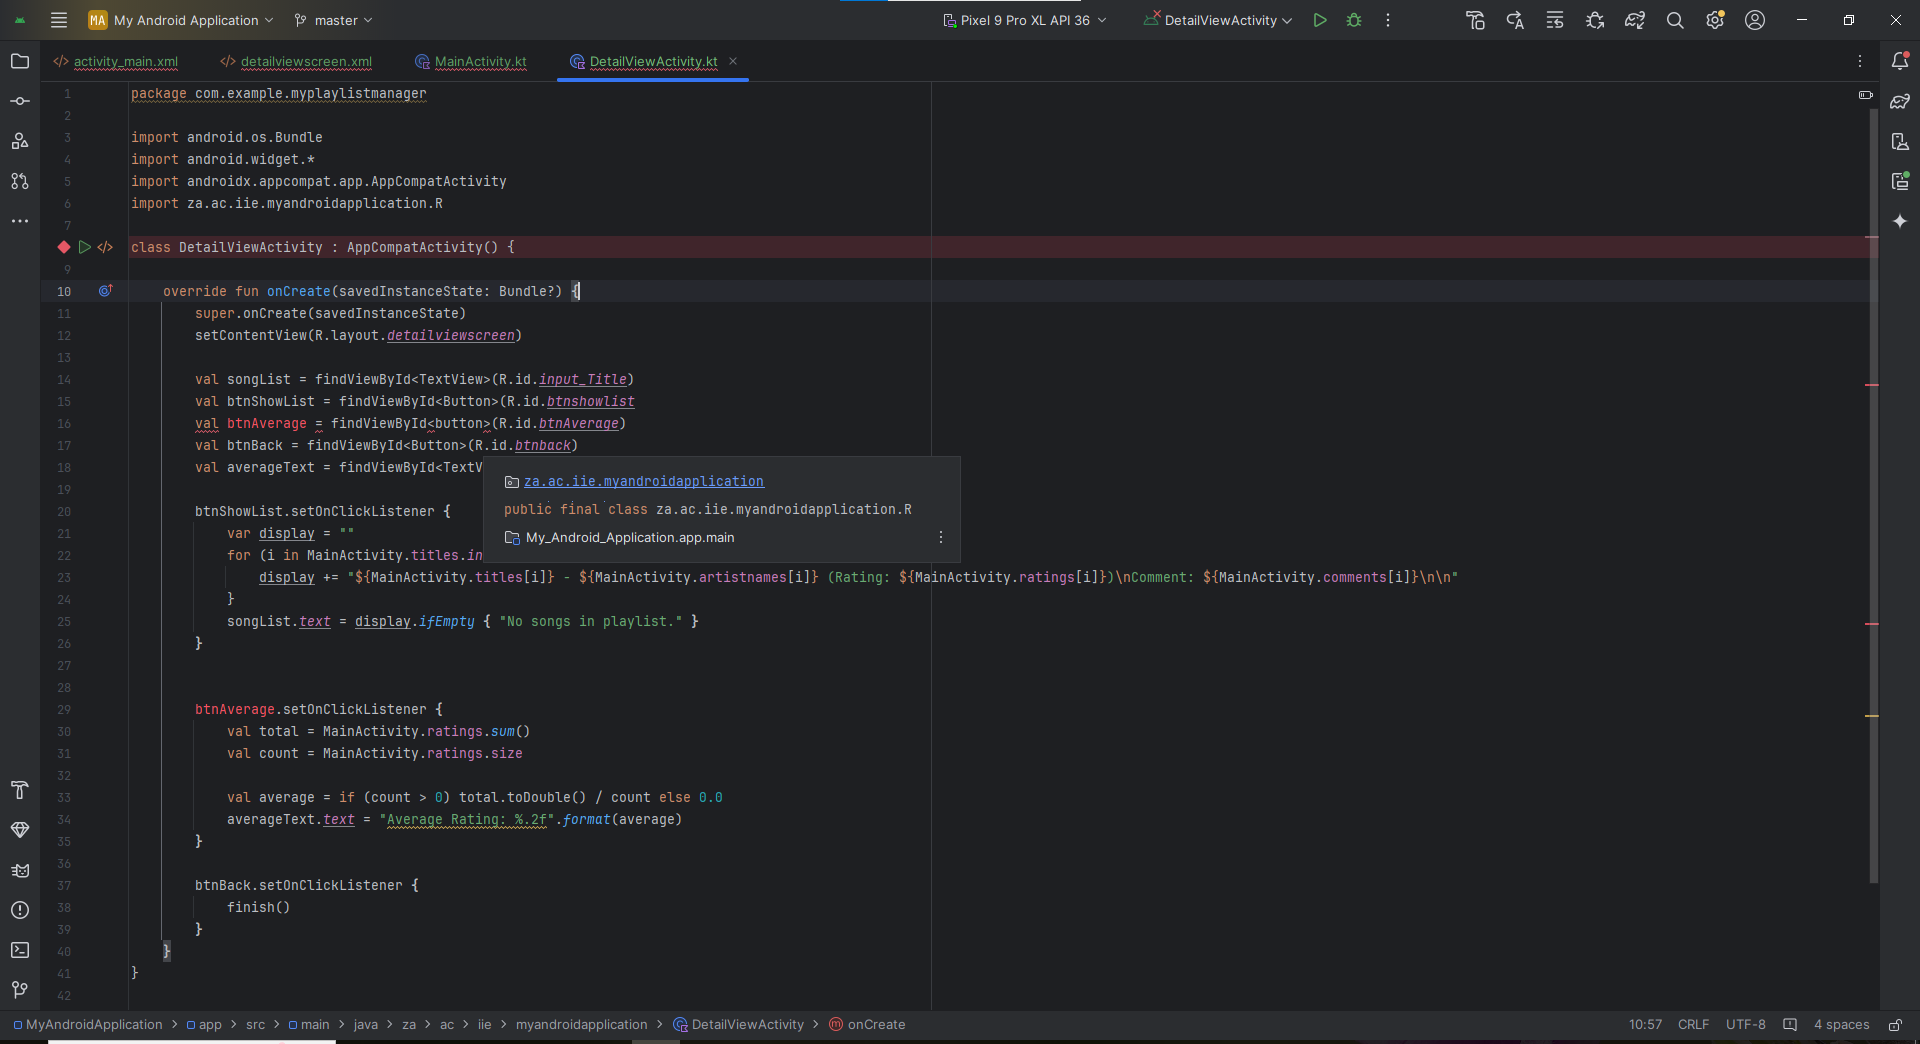 MA My Android Application master Pixel 9 Pro XL API 36 DetailViewActivity
activity_main.xml detailviewscreen.xml MainActivity.kt DetailViewActivity.kt
1 package com.example.myplaylistmanager
2
3 import android.os.Bundle
4 import android.widget.*
5 import androidx.appcompat.app.AppCompatActivity
6 import za.ac.iie.myandroidapplication.R
7
class DetailViewActivity : AppCompatActivity() {
9
10 override fun onCreate(savedInstanceState: Bundle?) {
11 super.onCreate(savedInstanceState)
12 setContentView(R.layout.detailviewscreen)
13
14 val songList = findViewById<TextView>(R.id.input_Title)
15 val btnShowList = findViewById<Button>(R.id.btnshowlist
16 val btnAverage = findViewById<button>(R.id.btnAverage)
17 val btnBack = findViewById<Button>(R.id.btnback)
18 val averageText = findViewById<TextV
za.ac.iie.myandroidapplication
public final class za.ac.iie.myandroidapplication.R
My_Android_Application.app.main
19
20 btnShowList.setOnClickListener {
21 var display = ""
22 for (i in MainActivity.titles.in
23 display += "${MainActivity.titles[i]} - ${MainActivity.artistnames[i]} (Rating: ${MainActivity.ratings[i]})\nComment: ${MainActivity.comments[i]}\n\n"
24 }
25 songList.text = display.ifEmpty { "No songs in playlist." }
26 }
27
28
29 btnAverage.setOnClickListener {
30 val total = MainActivity.ratings.sum()
31 val count = MainActivity.ratings.size
32
33 val average = if (count > 0) total.toDouble() / count else 0.0
34 averageText.text = "Average Rating: %.2f".format(average)
35 }
36
37 btnBack.setOnClickListener {
38 finish()
39 }
40 }
41 }
42
MyAndroidApplication > app > src > main > java > za > ac > iie > myandroidapplication > DetailViewActivity > onCreate 10:57 CRLF UTF-8 4 spaces